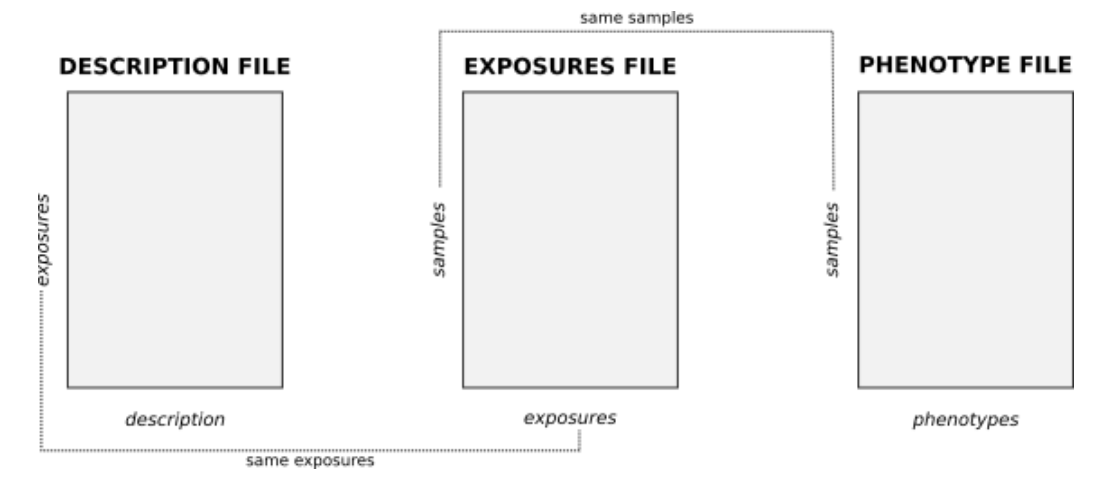 same samples
DESCRIPTION FILE
EXPOSURES FILE
PHENOTYPE FILE
exposures
samples
samples
description
exposures
phenotypes
same exposures